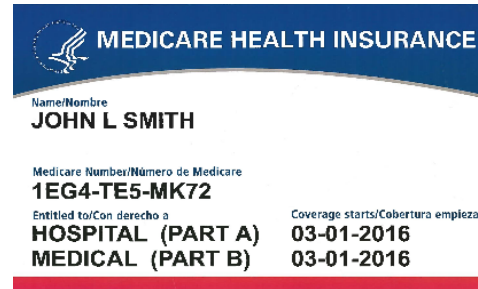 MEDICARE HEALTH INSURANCE
Name/Nombre
JOHN L SMITH
Medicare Number/Número de Medicare
1EG4-TE5-MK72
Entitled to/Con derecho a Coverage starts/Cobertura empieza
HOSPITAL (PART A) 03-01-2016
MEDICAL (PART B) 03-01-2016